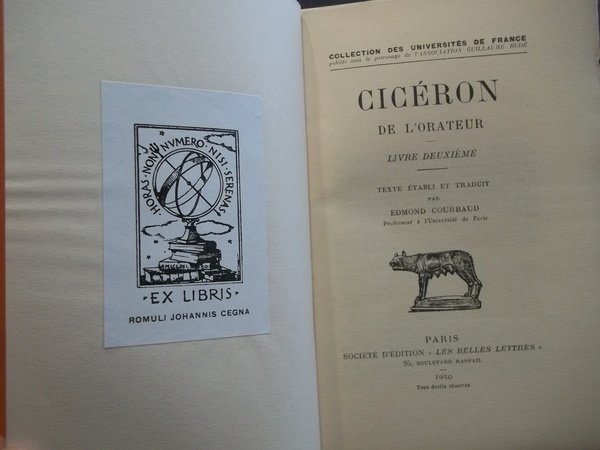 HORAS·NON NVMERO·NISI·SERENAS
·EX LIBRIS·
ROMULI JOHANNIS CEGNA
COLLECTION DES UNIVERSITÉS DE FRANCE
publiée sous le patronage de l'ASSOCIATION GUILLAUME BUDÉ
CICÉRON
DE L'ORATEUR
LIVRE DEUXIÈME
TEXTE ÉTABLI ET TRADUIT
PAR
EDMOND COURBAUD
Professeur à l'Université de Paris
PARIS
SOCIÉTÉ D'ÉDITION « LES BELLES LETTRES »
95, BOULEVARD RASPAIL
1959
Tous droits réservés